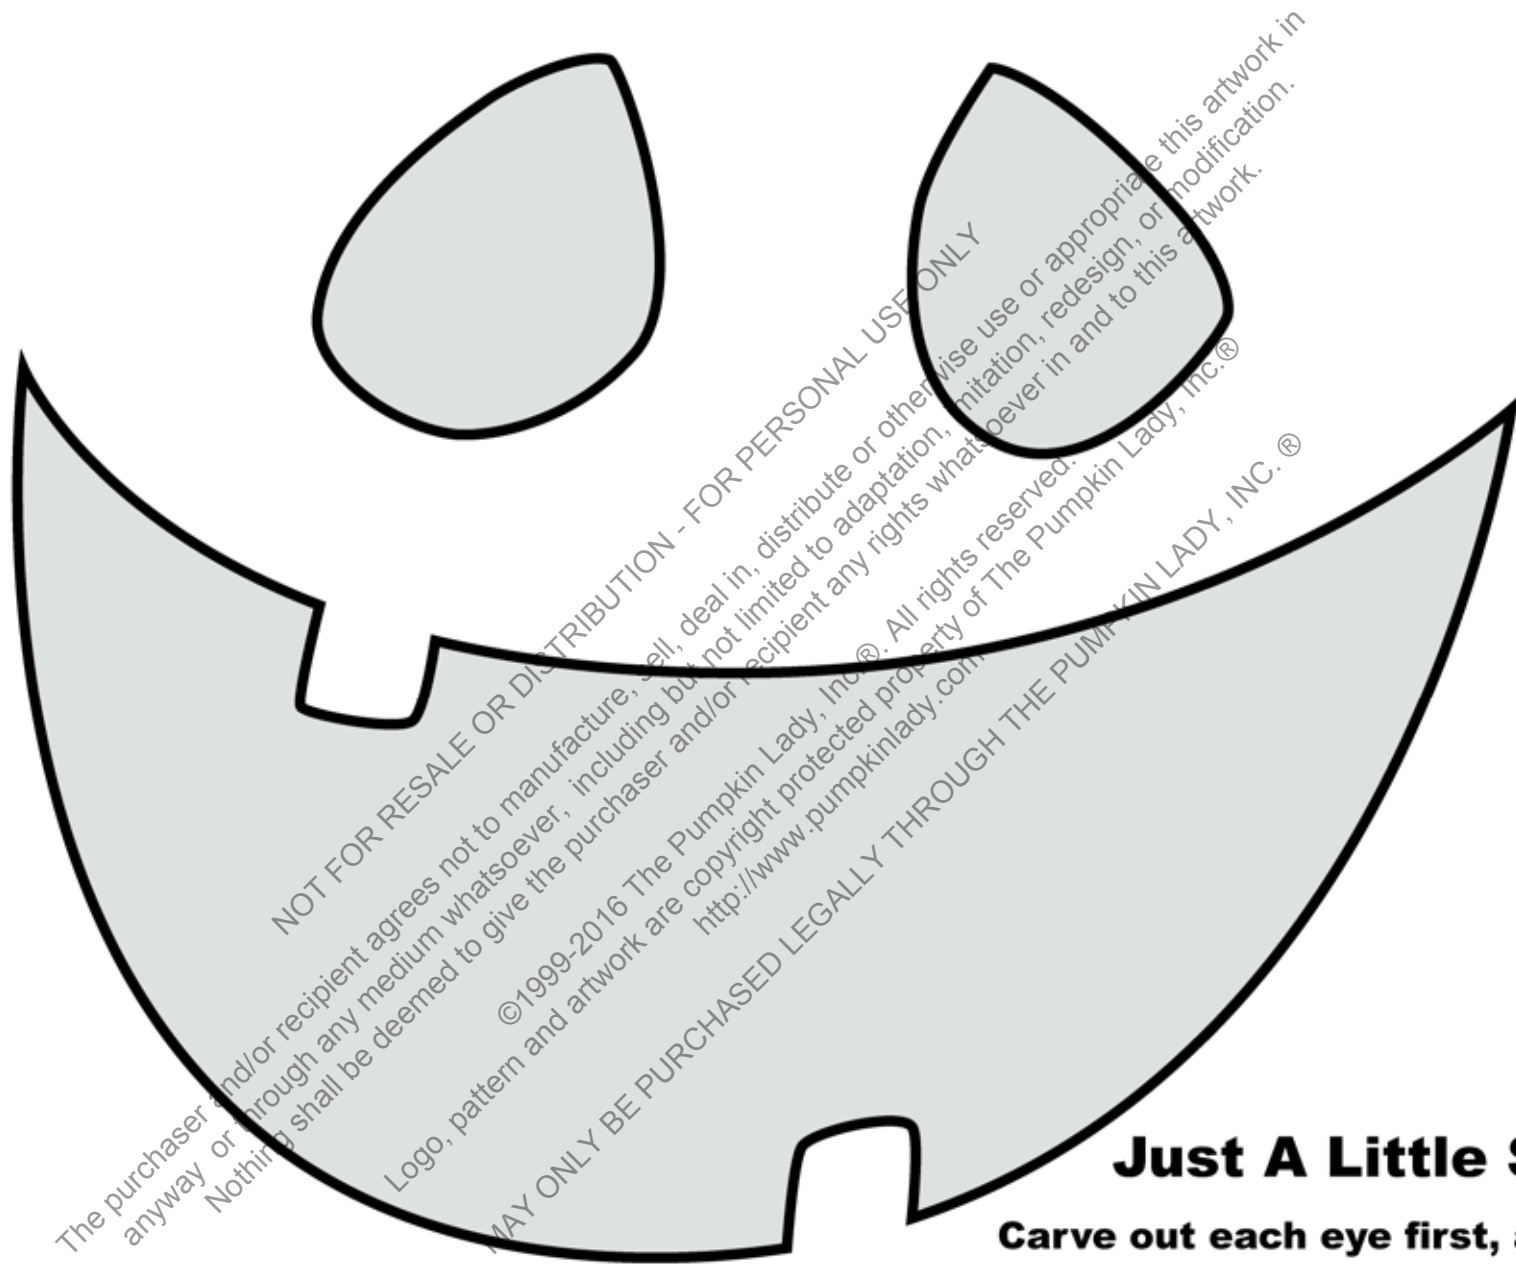 NOT FOR RESALE OR DISTRIBUTION - FOR PERSONAL USE ONLY
The purchaser and/or recipient agrees not to manufacture, sell, deal in, distribute or otherwise use or appropriate this artwork in
anyway or through any medium whatsoever, including but not limited to adaptation, imitation, redesign, or modification.
Nothing shall be deemed to give the purchaser and/or recipient any rights whatsoever in and to this artwork.
©1999-2016 The Pumpkin Lady, Inc.®. All rights reserved.
Logo, pattern and artwork are copyright protected property of The Pumpkin Lady, Inc.®
http://www.pumpkinlady.com
MAY ONLY BE PURCHASED LEGALLY THROUGH THE PUMPKIN LADY, INC. ®
Just A Little
Carve out each eye first,